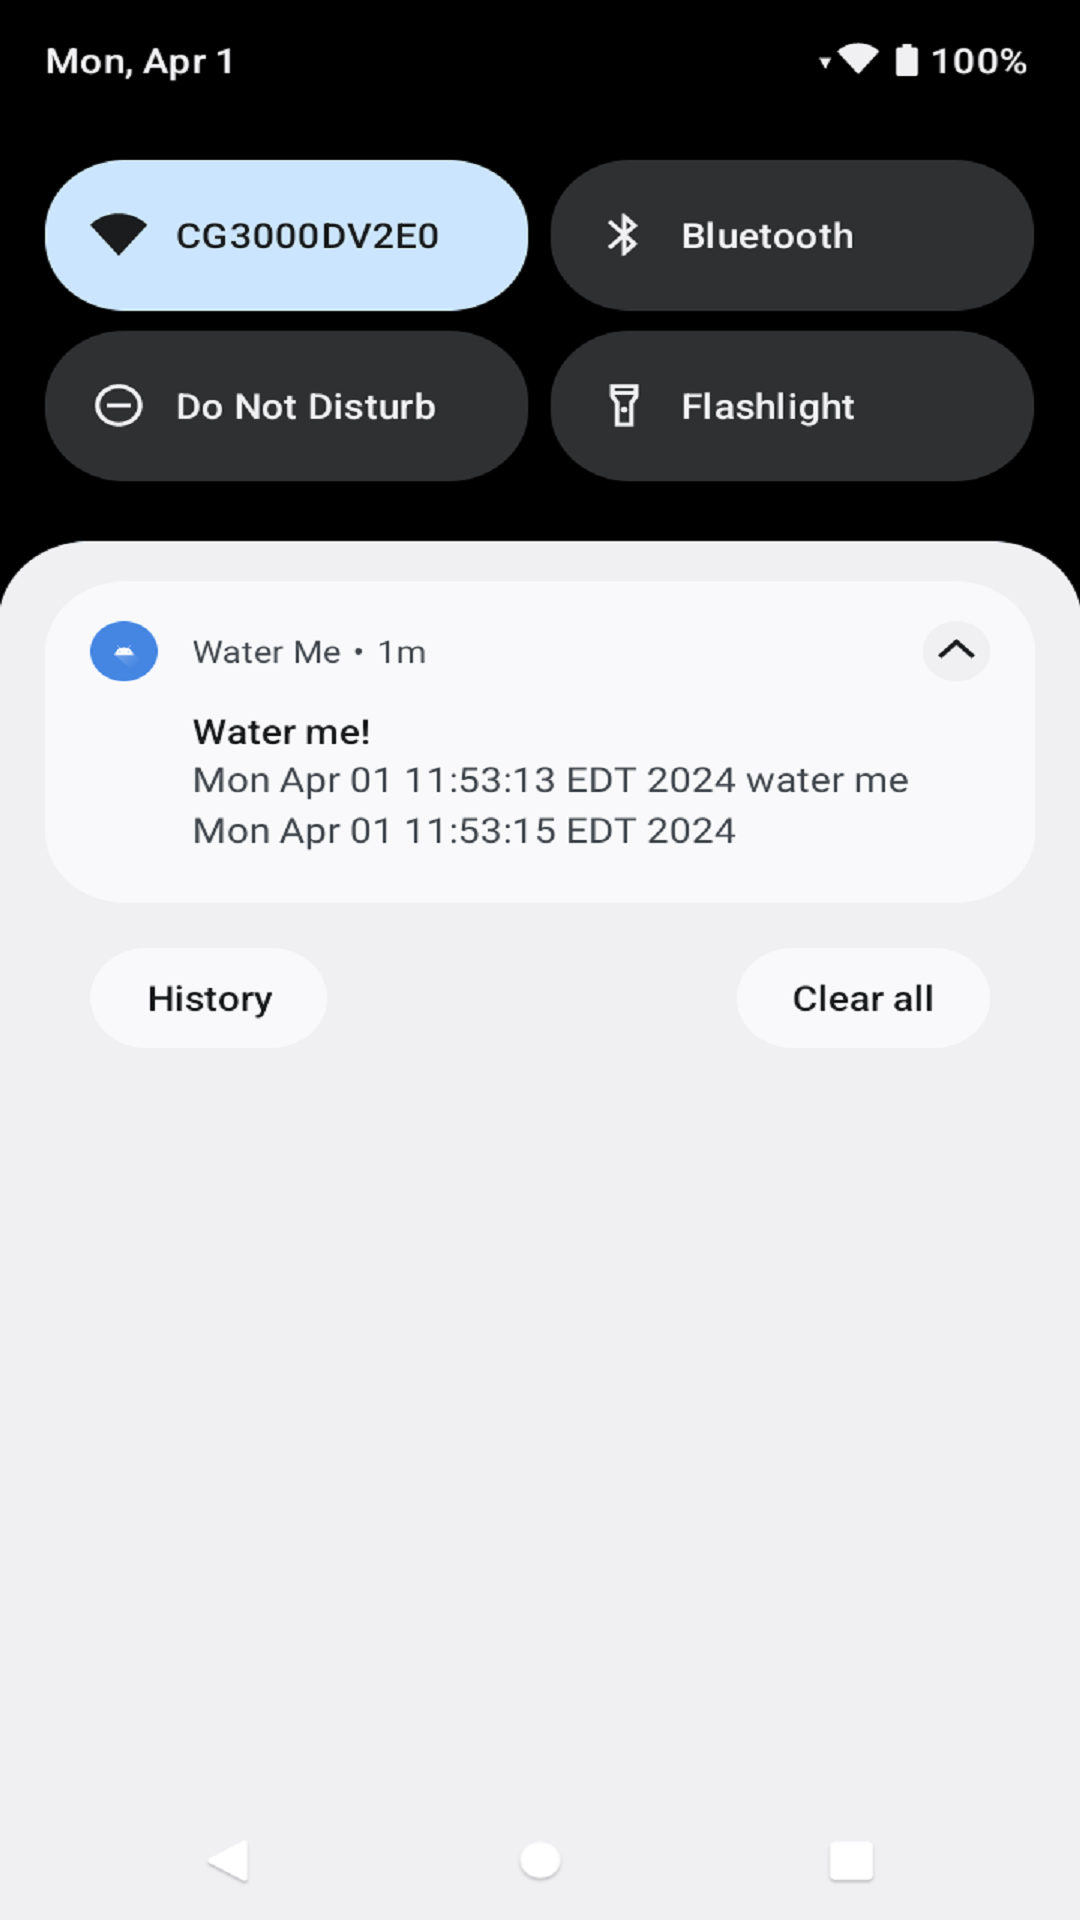 Mon, Apr 1
100%
CG3000DV2E0
Bluetooth
Do Not Disturb
Flashlight
Water Me • 1m
Water me!
Mon Apr 01 11:53:13 EDT 2024 water me
Mon Apr 01 11:53:15 EDT 2024
History
Clear all